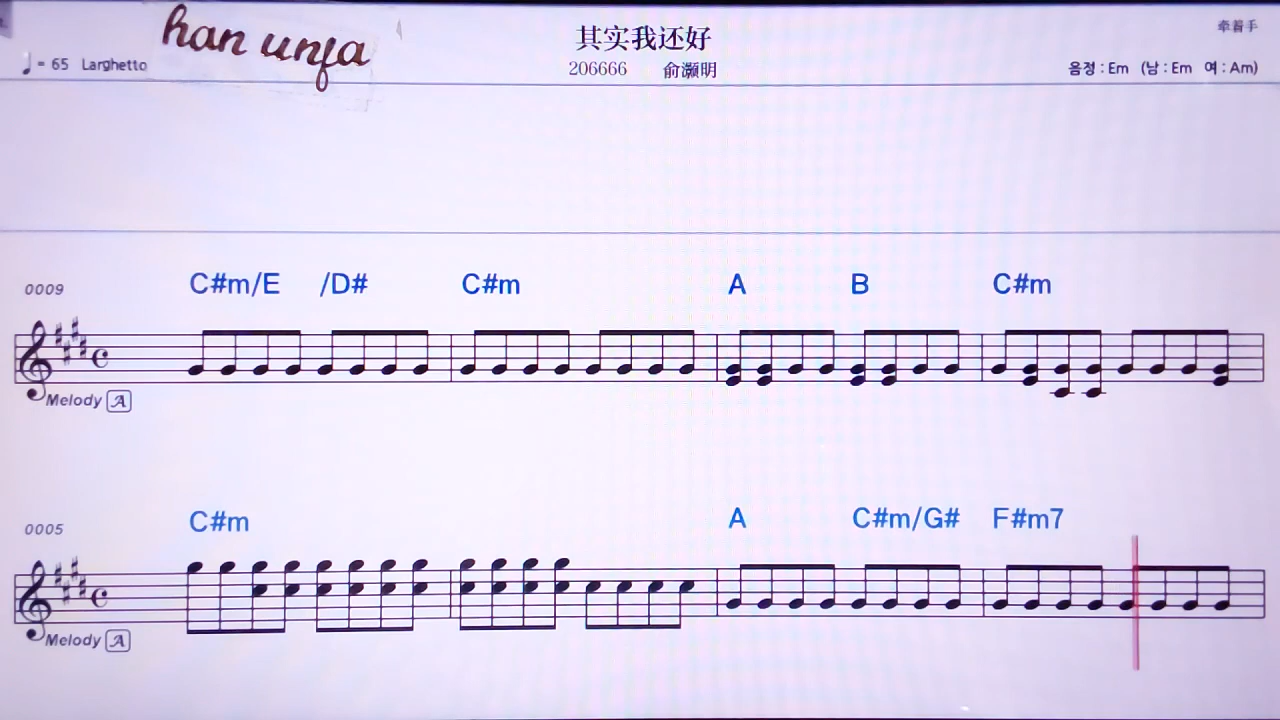 han unfa
其实我还好
牵着手
♩ = 65 Larghetto
206666 俞灏明
음정 : Em (남 : Em 여 : Am)
0009
C#m/E /D# C#m A B C#m
Melody A
0005
C#m A C#m/G# F#m7
Melody A